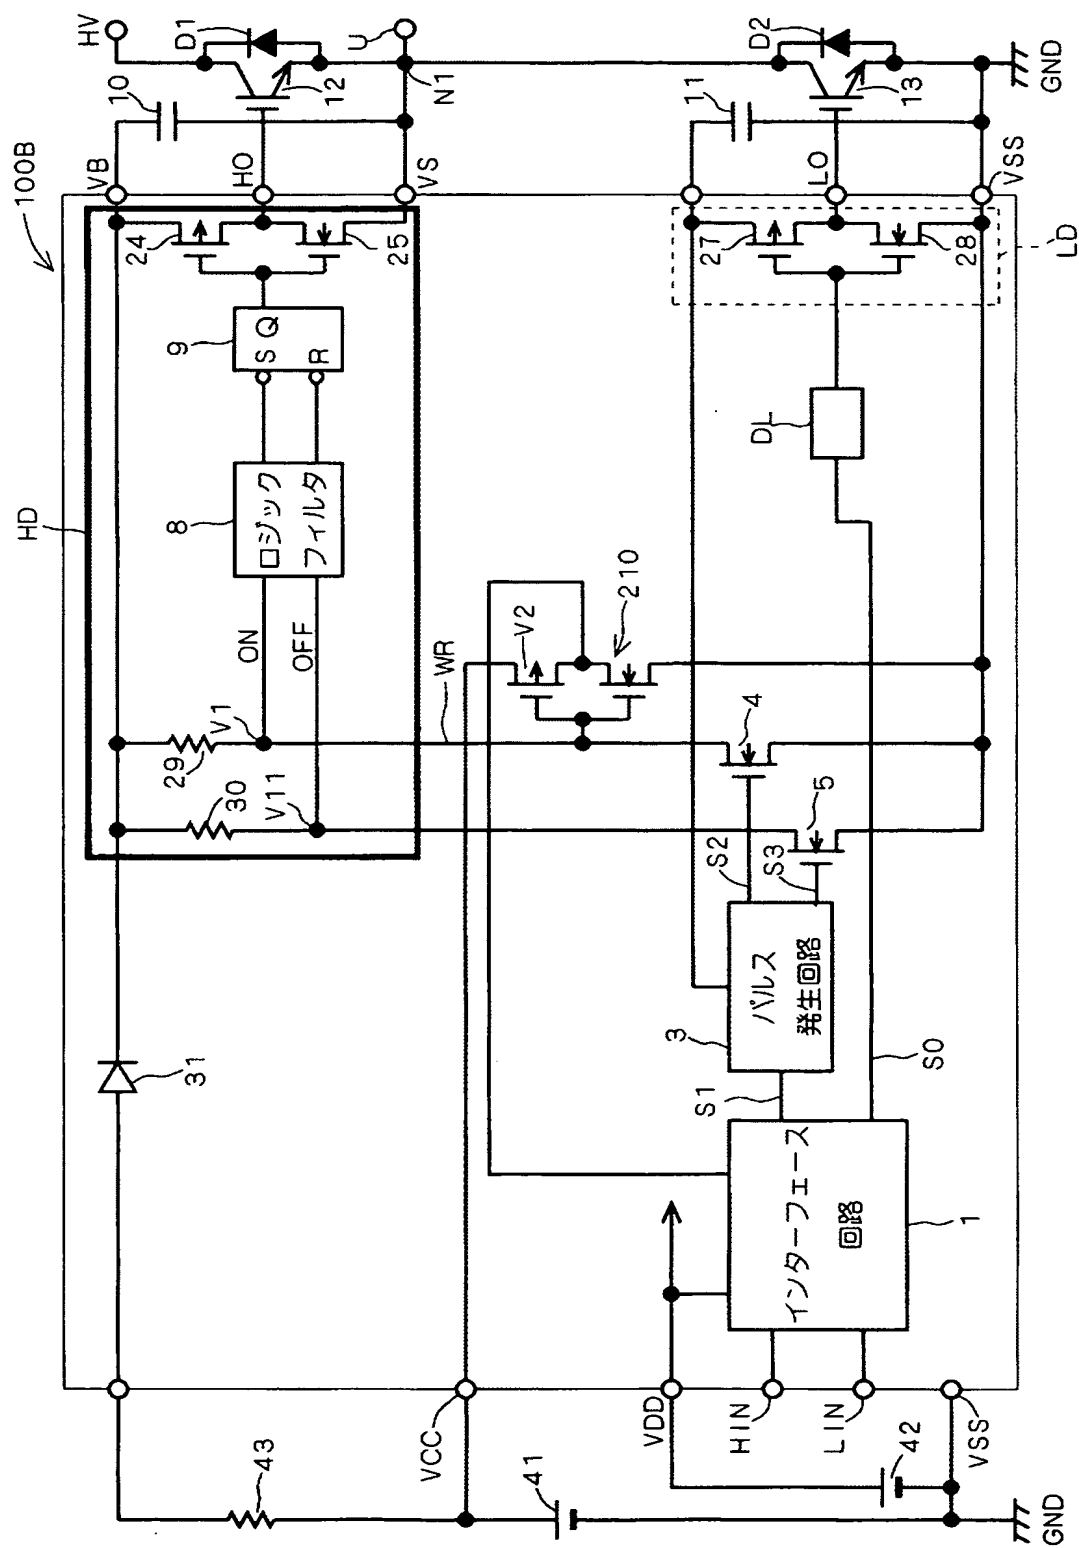 100B
HD
HV
D1
U
10
12
N1
VB
HO
VS
24
25
9
S Q
R
8
ロジック
フィルタ
ON
OFF
29
V1
30
V11
WR
V2
210
31
D2
11
13
GND
LO
VSS
27
28
LD
DL
4
5
S2
S3
3
パルス
発生回路
S1
S0
インターフェース
回路
1
43
VCC
41
VDD
HIN
LIN
42
VSS
GND